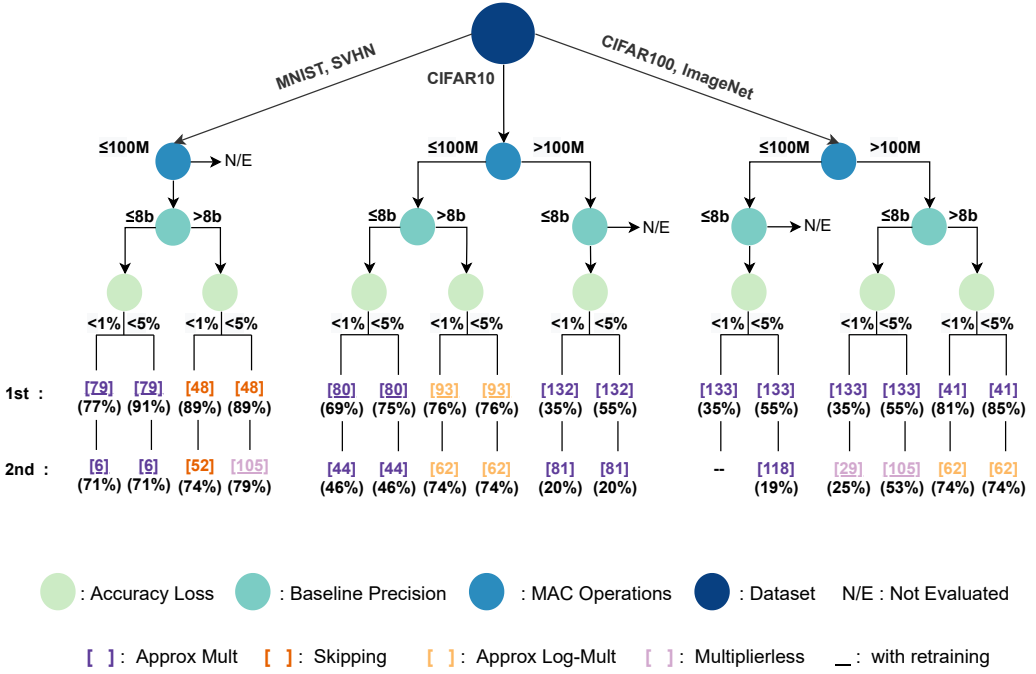 MNIST, SVHN
CIFAR10
CIFAR100, ImageNet
≤100M
N/E
≤100M
>100M
≤100M
>100M
≤8b
>8b
≤8b
>8b
≤8b
N/E
≤8b
N/E
≤8b
>8b
<1% <5% <1% <5% <1% <5% <1% <5% <1% <5% <1% <5% <1% <5% <1% <5%
1st : [79] [79] [48] [48] [80] [80] [93] [93] [132] [132] [133] [133] [133] [133] [41] [41]
(77%) (91%) (89%) (89%) (69%) (75%) (76%) (76%) (35%) (55%) (35%) (55%) (35%) (55%) (81%) (85%)
2nd : [6] [6] [52] [105] [44] [44] [62] [62] [81] [81] -- [118] [29] [105] [62] [62]
(71%) (71%) (74%) (79%) (46%) (46%) (74%) (74%) (20%) (20%) (19%) (25%) (53%) (74%) (74%)
: Accuracy Loss : Baseline Precision : MAC Operations : Dataset N/E : Not Evaluated
[ ] : Approx Mult [ ] : Skipping [ ] : Approx Log-Mult [ ] : Multiplierless _ : with retraining